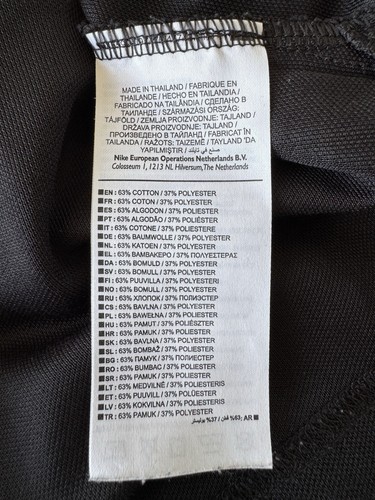 MADE IN THAILAND / FABRIQUE EN
THAILANDE / HECHO EN TAILANDIA /
FABRICADO NA TAILÂNDIA / СДЕЛАНО В
ТАИЛАНДЕ / SZÁRMAZÁSI ORSZÁG:
TÁJFÖLD / ZEMLJA PROIZVODNJE: TAJLAND /
DRŽAVA PROIZVODNJE: TAJLAND /
ПРОИЗВЕДЕНО В ТАЙЛАНД / FABRICAT ÎN
TAILANDA / RAŽOTS: TAIZEMĒ / TAYLAND 'DA
YAPILMIŞTIR / صنع في تايلند
Nike European Operations Netherlands B.V.
Colosseum 1, 1213 NL Hilversum, The Netherlands
EN: 63% COTTON / 37% POLYESTER
FR: 63% COTON / 37% POLYESTER
ES: 63% ALGODON / 37% POLIESTER
PT: 63% ALGODÃO / 37% POLIÉSTER
IT: 63% COTONE / 37% POLIESTERE
DE: 63% BAUMWOLLE / 37% POLYESTER
NL: 63% KATOEN / 37% POLYESTER
EL: 63% ΒΑΜΒΑΚΕΡΟ / 37% ΠΟΛΥΕΣΤΕΡΑΣ
DA: 63% BOMULD / 37% POLYESTER
SV: 63% BOMULL / 37% POLYESTER
FI: 63% PUUVILLA / 37% POLYESTERI
NO: 63% BOMULL / 37% POLYESTER
RU: 63% ХЛОПОК / 37% ПОЛИЭСТЕР
CS: 63% BAVLNA / 37% POLYESTER
PL: 63% BAWEŁNA / 37% POLYESTER
HU: 63% PAMUT / 37% POLIÉSZTER
HR: 63% PAMUK / 37% POLIESTER
SK: 63% BAVLNA / 37% POLYESTER
SL: 63% BOMBAŽ / 37% POLIESTER
BG: 63% ПАМУК / 37% ПОЛИЕСТЕР
RO: 63% BUMBAC / 37% POLIESTER
SR: 63% PAMUK / 37% POLIESTER
LT: 63% MEDVILNĖ / 37% POLIESTERIS
ET: 63% PUUVILL / 37% POLÜESTER
LV: 63% KOKVILNA / 37% POLIESTERIS
TR: 63% PAMUK / 37% POLYESTER
AR: 63% قطن / 37% بوليستار